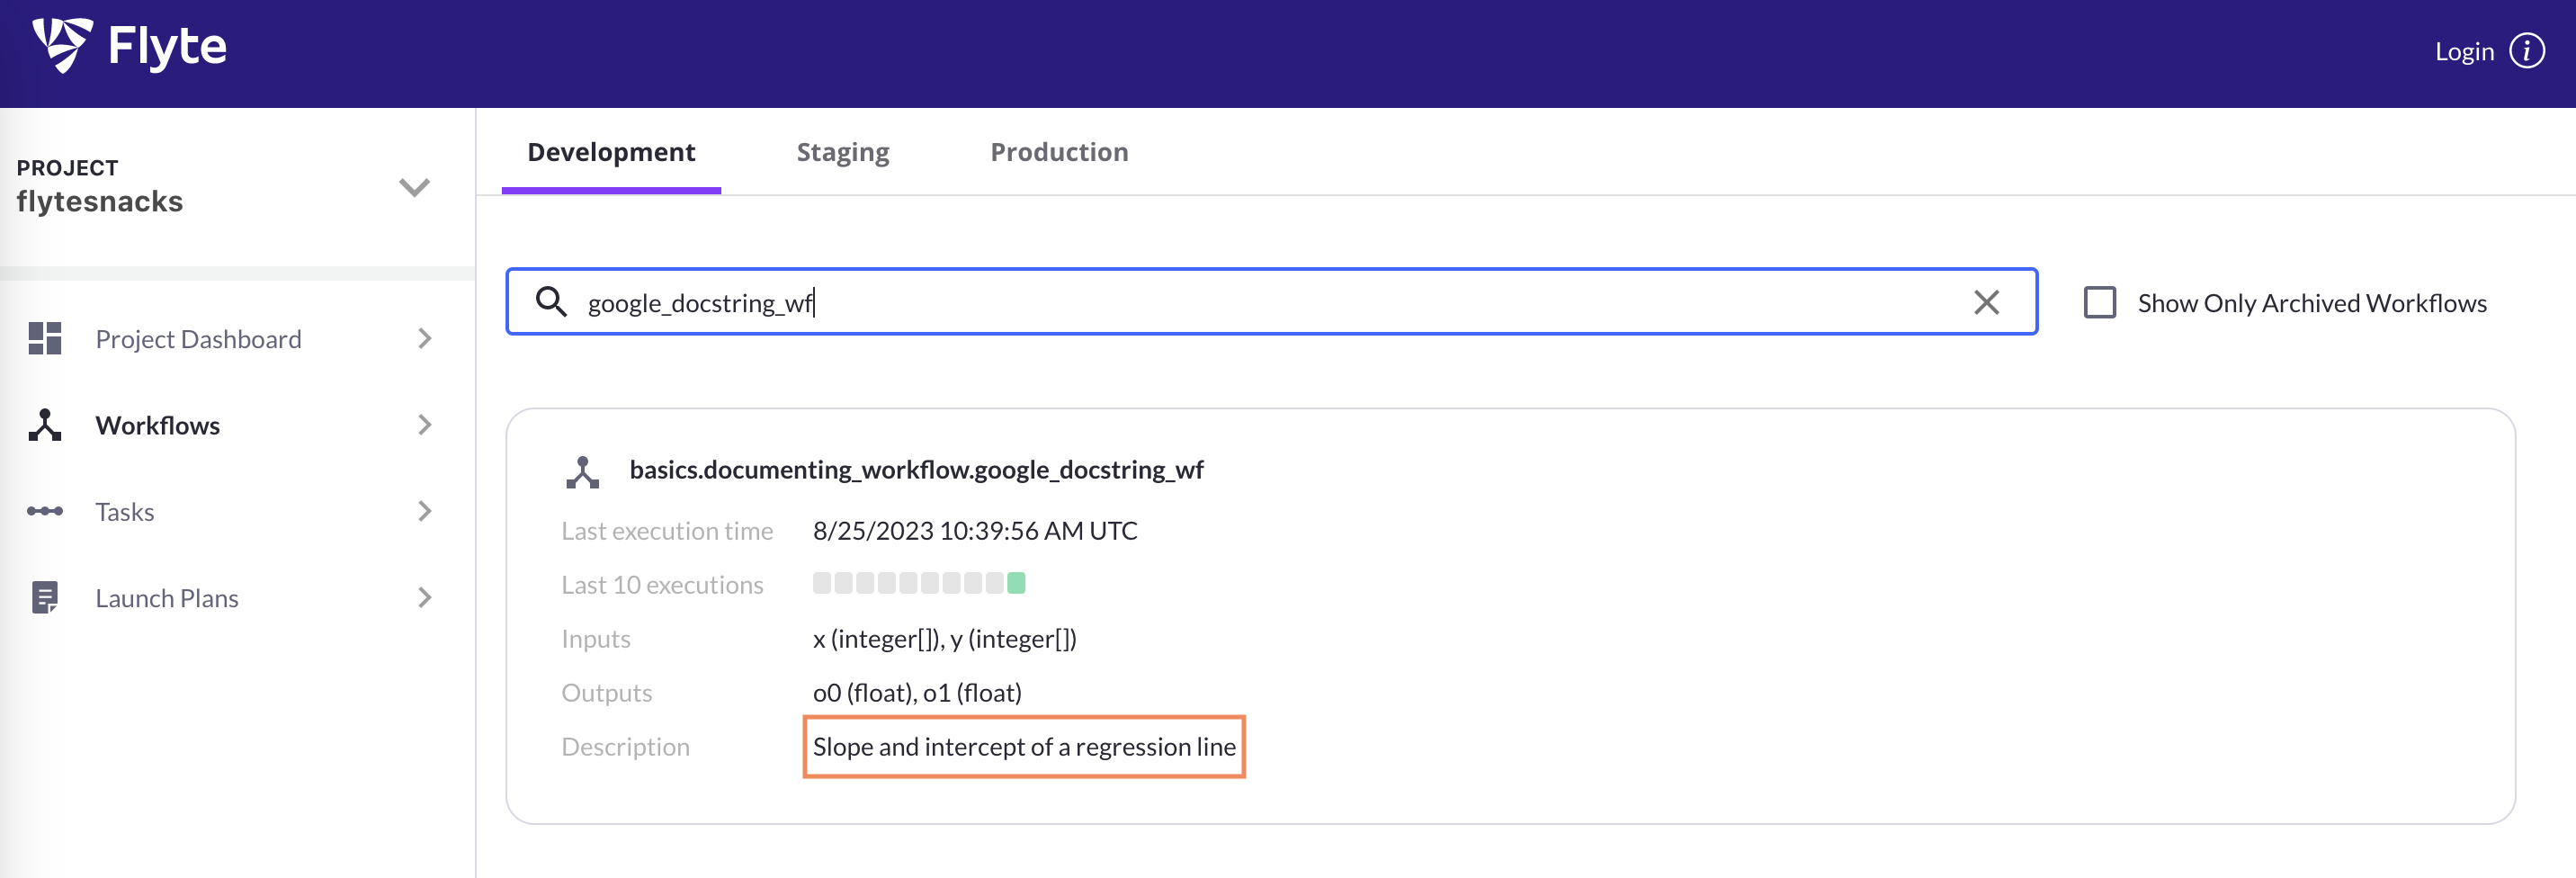 Flyte
Login
PROJECT
flytesnacks
Project Dashboard
Workflows
Tasks
Launch Plans
Development Staging Production
google_docstring_wf
Show Only Archived Workflows
basics.documenting_workflow.google_docstring_wf
Last execution time 8/25/2023 10:39:56 AM UTC
Last 10 executions
Inputs x (integer[]), y (integer[])
Outputs o0 (float), o1 (float)
Description Slope and intercept of a regression line